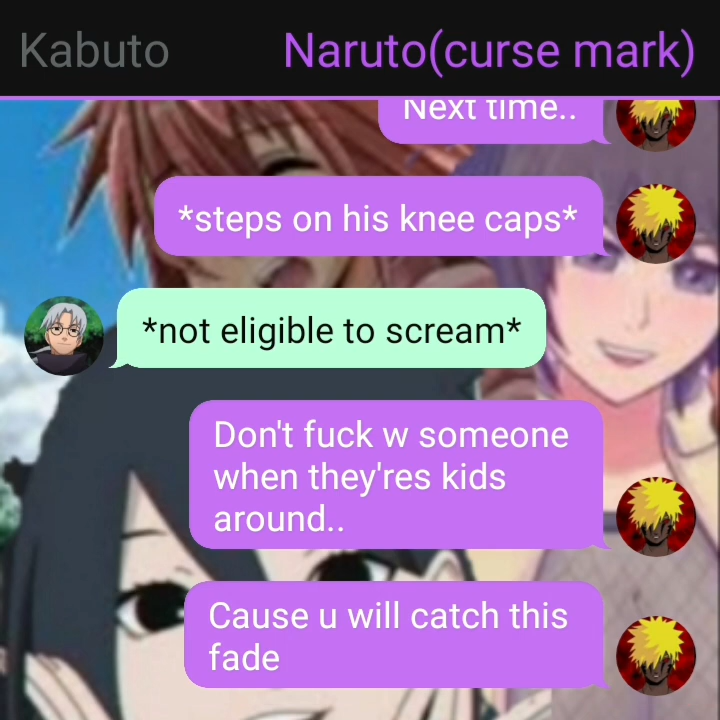 Kabuto Naruto(curse mark)
Next time..
*steps on his knee caps*
*not eligible to scream*
Don't fuck w someone
when they'res kids
around..
Cause u will catch this
fade